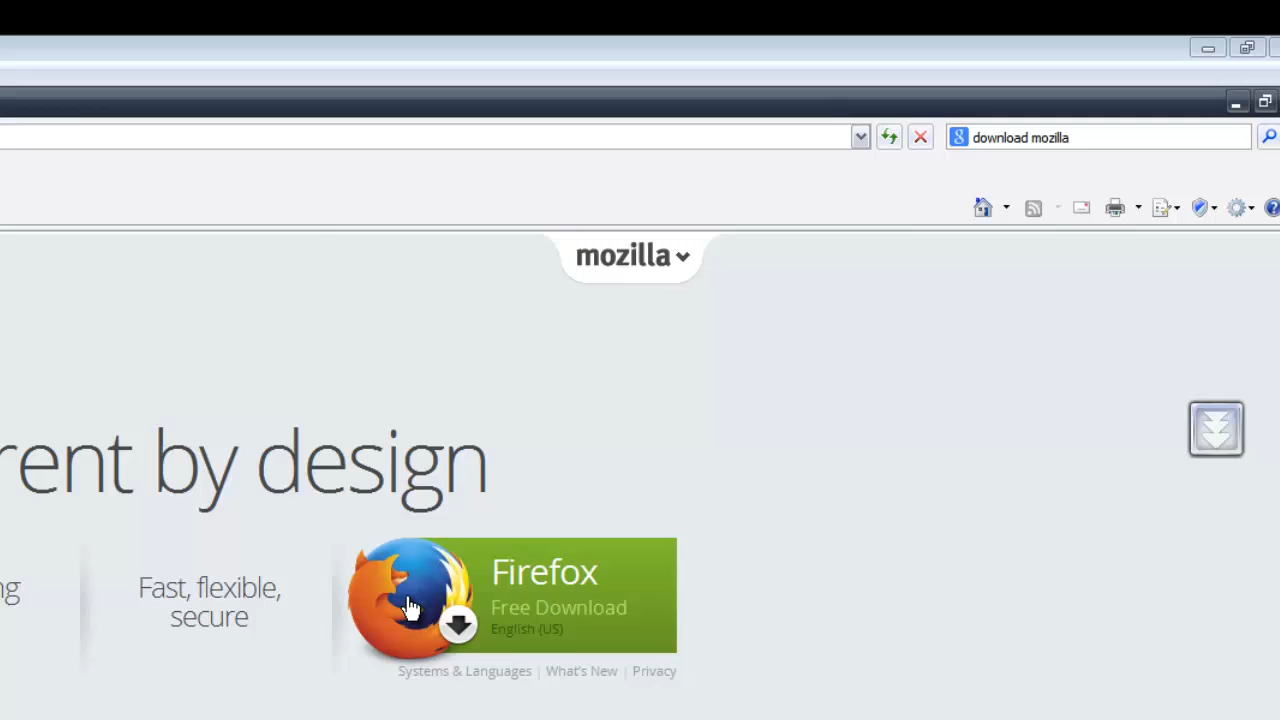 download mozilla
mozilla
rent by design
ng
Fast, flexible,
secure
Firefox
Free Download
English (US)
Systems & Languages | What's New | Privacy